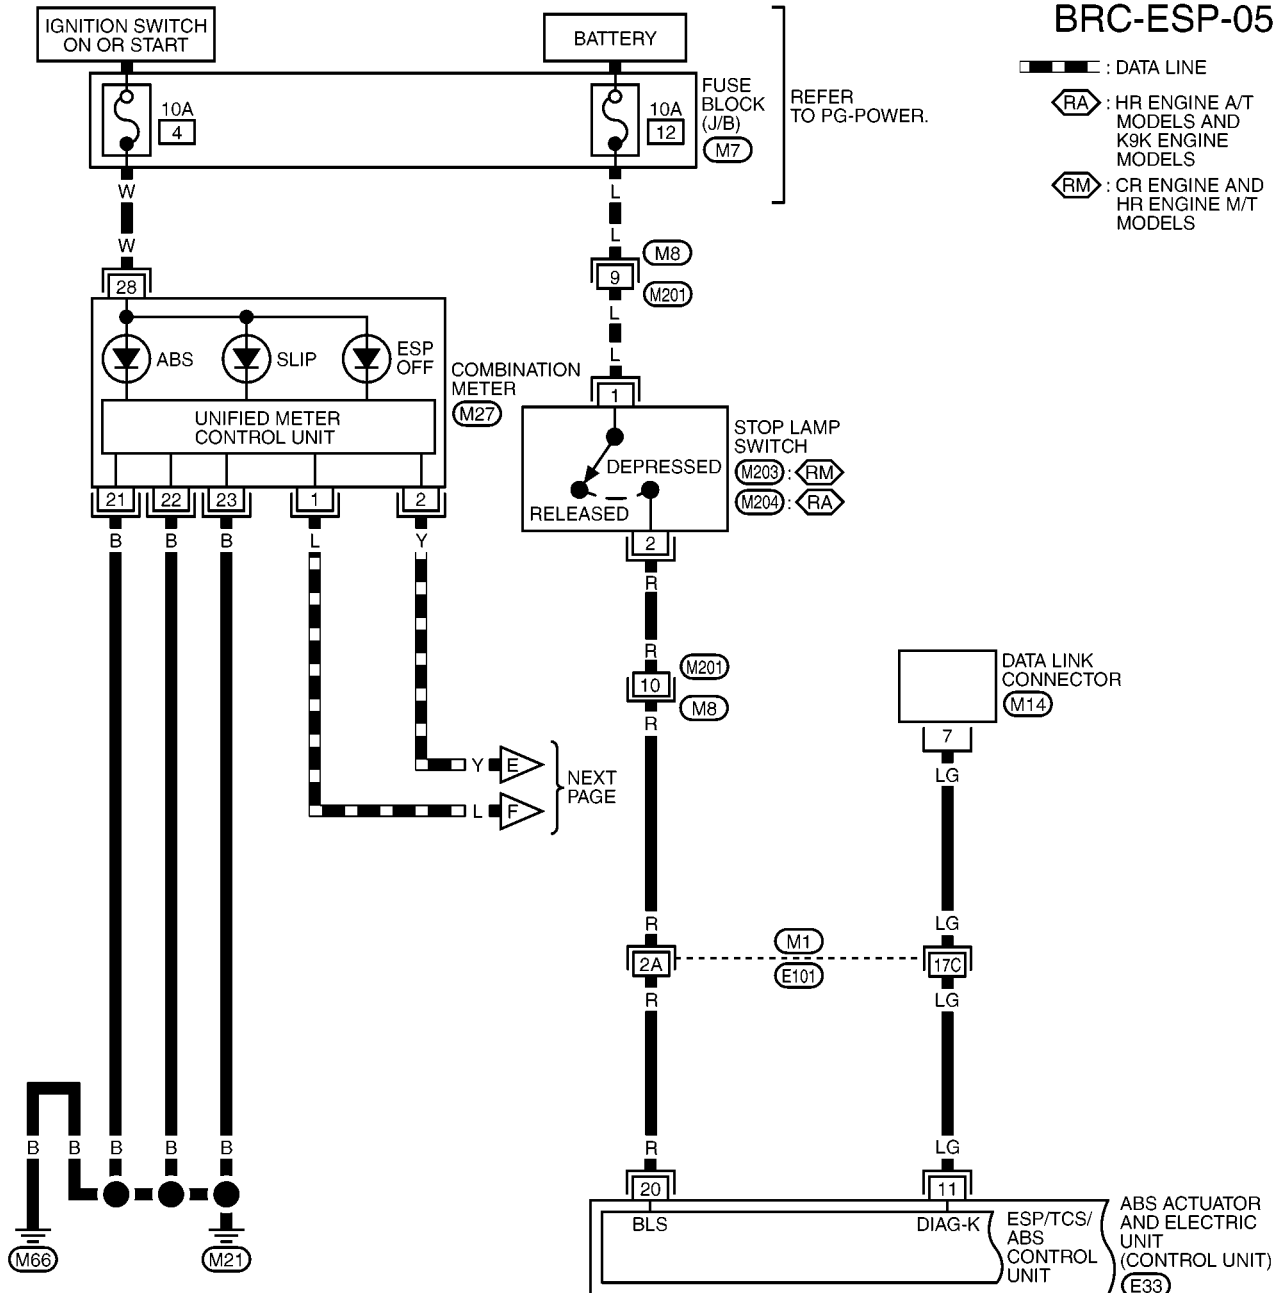 BRC-ESP-05
IGNITION SWITCH
ON OR START
BATTERY
: DATA LINE
RA : HR ENGINE A/T
MODELS AND
K9K ENGINE
MODELS
RM : CR ENGINE AND
HR ENGINE M/T
MODELS
10A
4
10A
12
FUSE
BLOCK
(J/B)
M7
REFER
TO PG-POWER.
W
W
28
L
L
M8
9
M201
L
L
1
ABS
SLIP
ESP
OFF
COMBINATION
METER
M27
UNIFIED METER
CONTROL UNIT
21
22
23
1
2
B
B
B
L
Y
STOP LAMP
SWITCH
M203 : RM
M204 : RA
DEPRESSED
RELEASED
2
R
R
M201
10
M8
R
DATA LINK
CONNECTOR
M14
7
LG
Y E
L F
NEXT
PAGE
R
LG
M1
2A
17C
E101
R
LG
B
B
B
B
B
R
LG
M66
M21
20
11
BLS
DIAG-K
ESP/TCS/
ABS
CONTROL
UNIT
ABS ACTUATOR
AND ELECTRIC
UNIT
(CONTROL UNIT)
E33